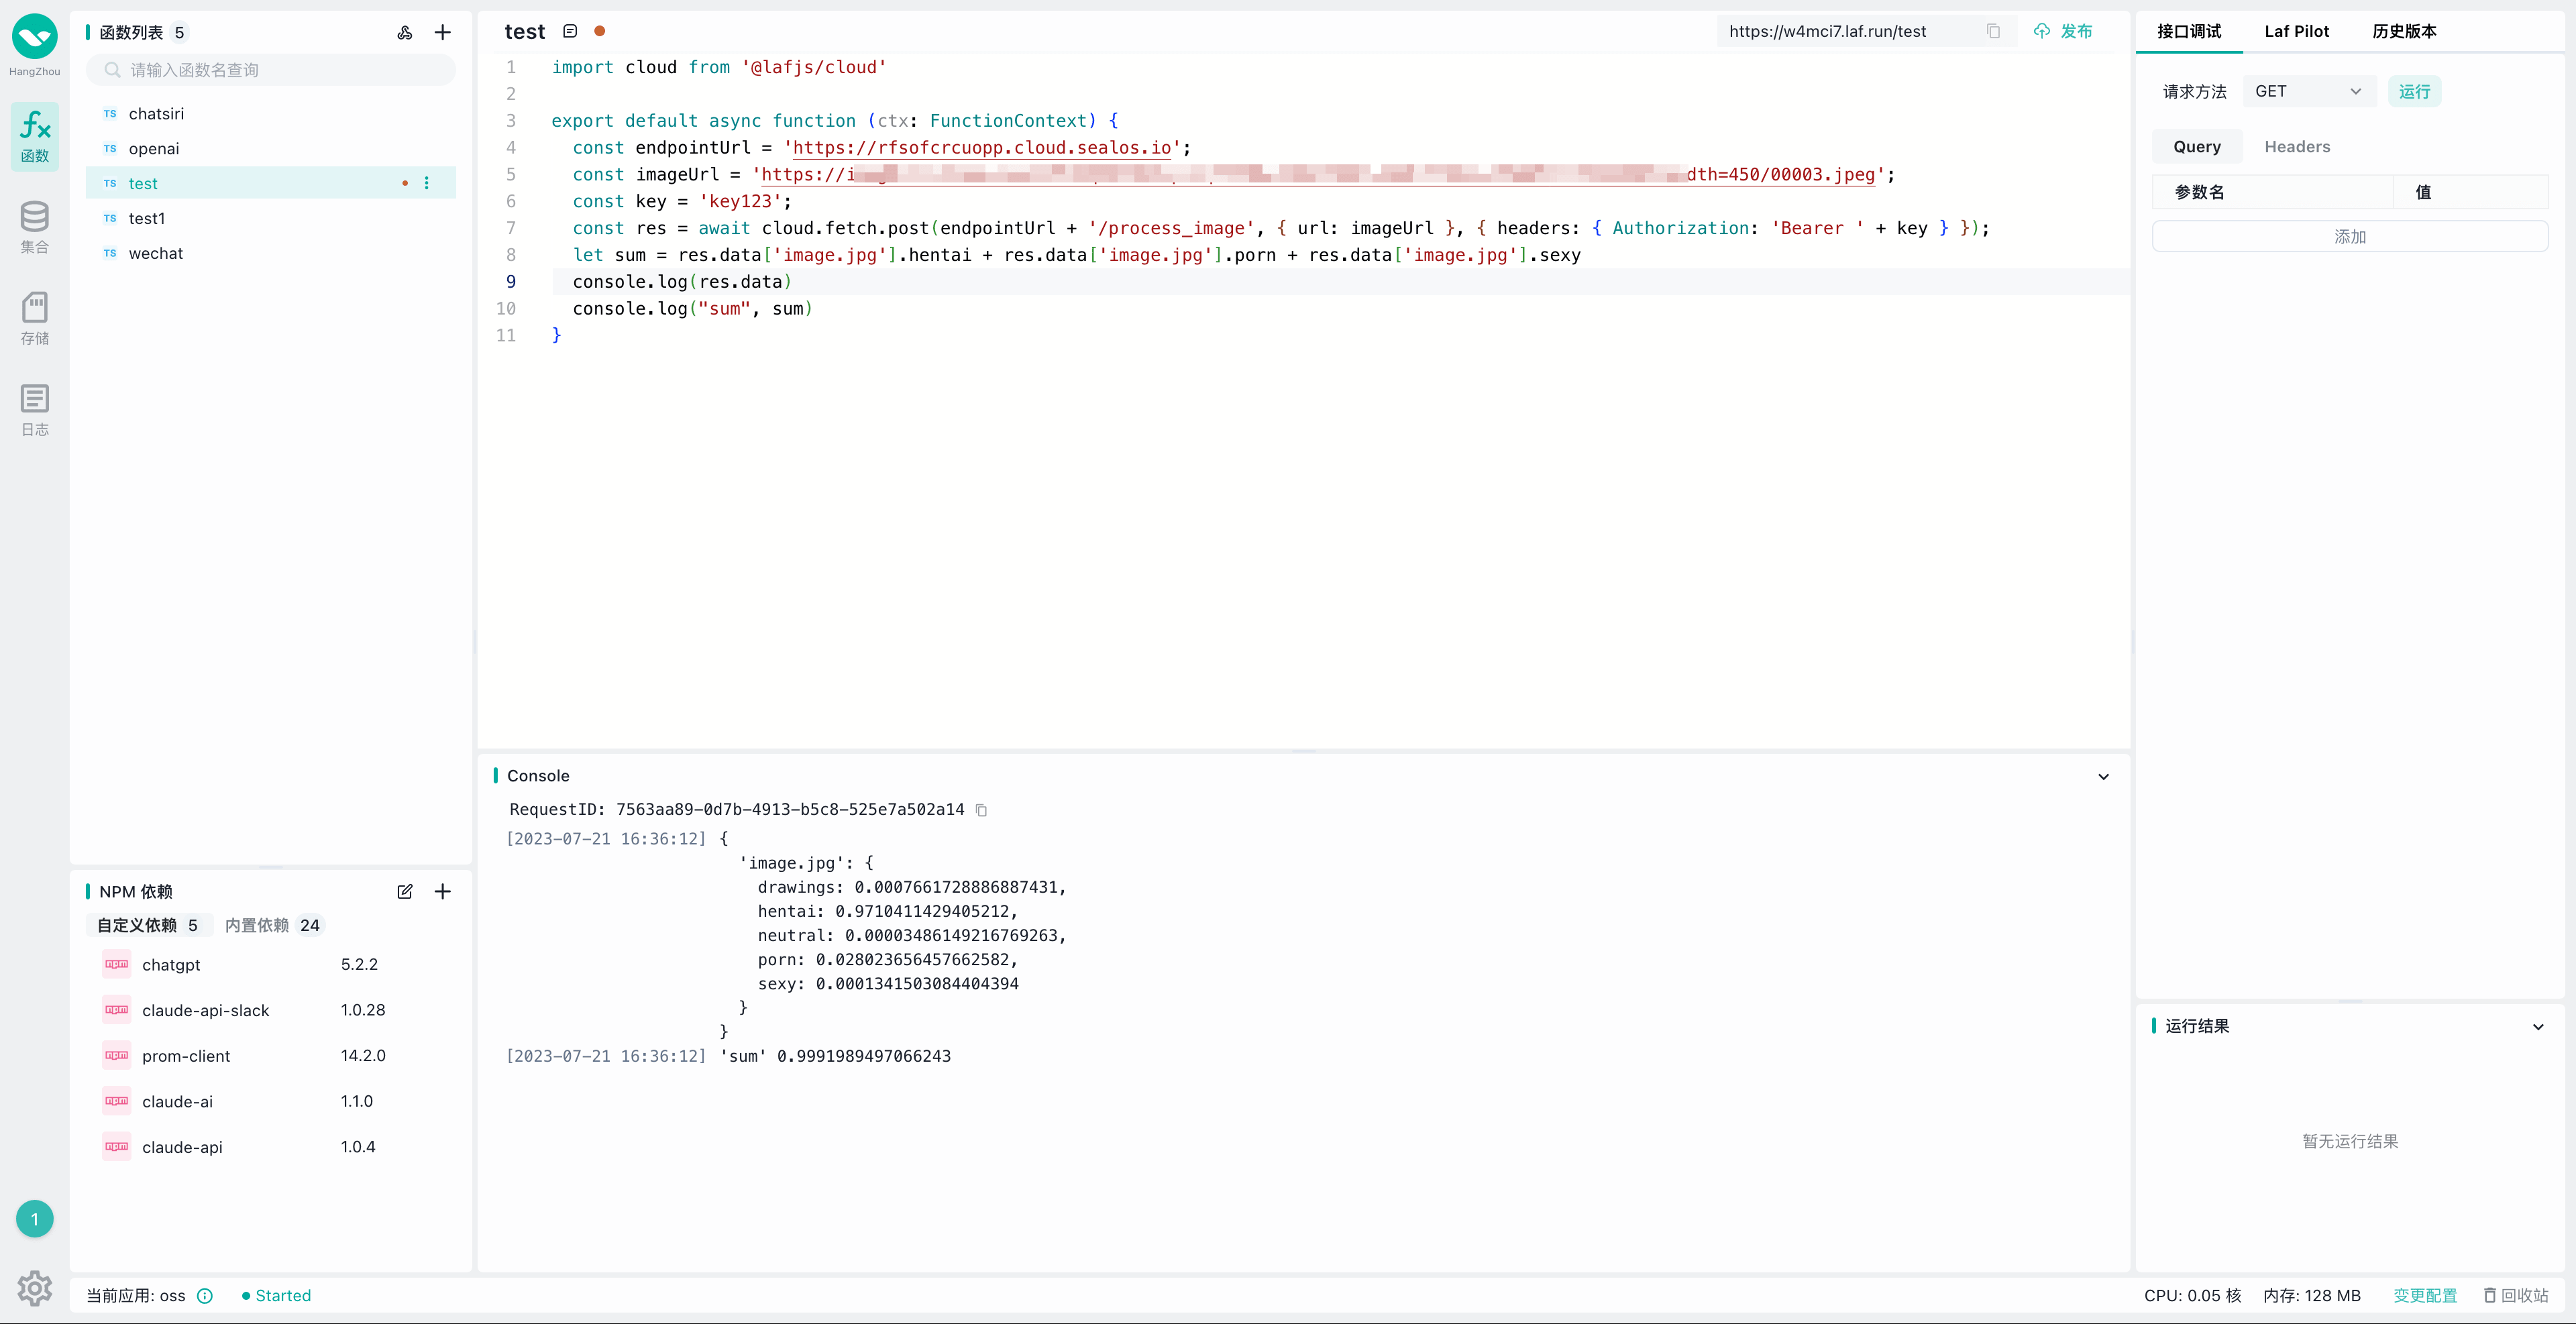 HangZhou
函数
集合
存储
日志
1
函数列表 5
请输入函数名查询
TS chatsiri
TS openai
TS test
TS test1
TS wechat
NPM 依赖
自定义依赖 5 内置依赖 24
chatgpt 5.2.2
claude-api-slack 1.0.28
prom-client 14.2.0
claude-ai 1.1.0
claude-api 1.0.4
test https://w4mci7.laf.run/test 发布
1 import cloud from '@lafjs/cloud'
2
3 export default async function (ctx: FunctionContext) {
4 const endpointUrl = 'https://rfsofcrcuopp.cloud.sealos.io';
5 const imageUrl = 'https://i dth=450/00003.jpeg';
6 const key = 'key123';
7 const res = await cloud.fetch.post(endpointUrl + '/process_image', { url: imageUrl }, { headers: { Authorization: 'Bearer ' + key } });
8 let sum = res.data['image.jpg'].hentai + res.data['image.jpg'].porn + res.data['image.jpg'].sexy
9 console.log(res.data)
10 console.log("sum", sum)
11 }
Console
RequestID: 7563aa89-0d7b-4913-b5c8-525e7a502a14
[2023-07-21 16:36:12] {
'image.jpg': {
drawings: 0.0007661728886887431,
hentai: 0.9710411429405212,
neutral: 0.00003486149216769263,
porn: 0.028023656457662582,
sexy: 0.0001341503084404394
}
}
[2023-07-21 16:36:12] 'sum' 0.9991989497066243
接口调试 Laf Pilot 历史版本
请求方法 GET 运行
Query Headers
参数名 值
添加
运行结果
暂无运行结果
当前应用: oss Started
CPU: 0.05 核 内存: 128 MB 变更配置 回收站